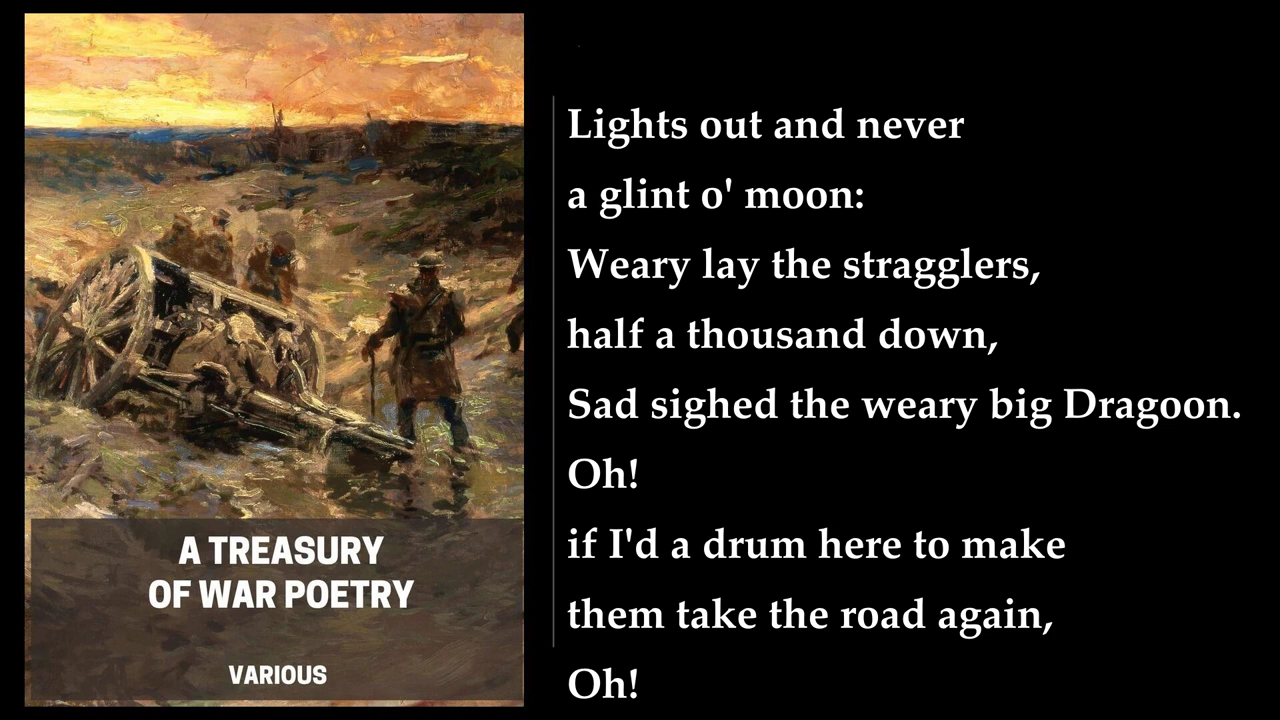 A TREASURY
OF WAR POETRY
VARIOUS
Lights out and never
a glint o' moon:
Weary lay the stragglers,
half a thousand down,
Sad sighed the weary big Dragoon.
Oh!
if I'd a drum here to make
them take the road again,
Oh!